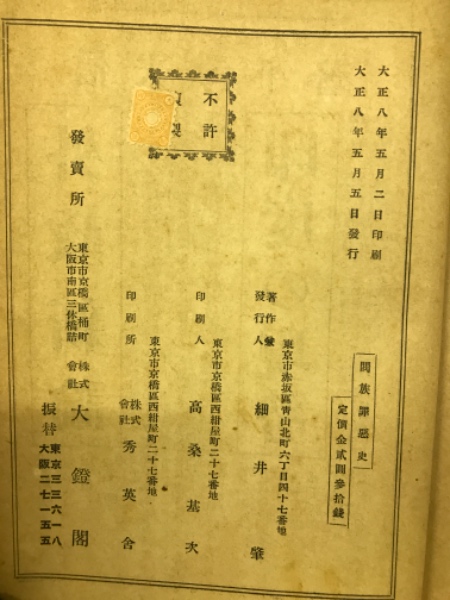 大正八年五月二日印刷
大正八年五月五日發行
閥族罪惡史
定價金貳圓參拾錢
不許
複製
東京市赤坂區青山北町六丁目四十七番地
著作兼
發行人 細井肇
東京市京橋區西紺屋町二十七番地
印刷人 高桑基次
東京市京橋區西紺屋町二十七番地
印刷所 株式會社 秀英舍
發賣所
東京市京橋區桶町
大阪市南區三休橋詰
株式會社 大鐙閣
振替 東京三三六一八
大阪二七一五五